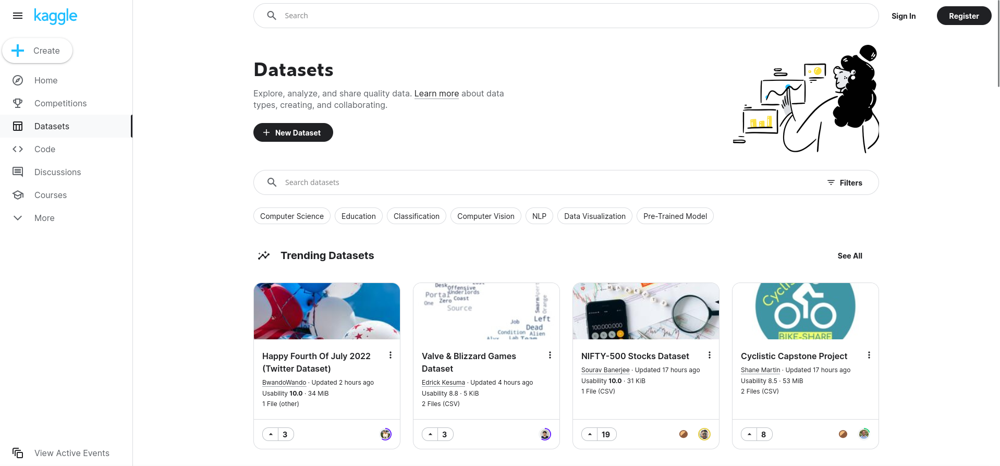 kaggle
Search
Sign In
Register
Create
Home
Competitions
Datasets
Code
Discussions
Courses
More
View Active Events
Datasets
Explore, analyze, and share quality data. Learn more about data
types, creating, and collaborating.
New Dataset
Search datasets
Filters
Computer Science
Education
Classification
Computer Vision
NLP
Data Visualization
Pre-Trained Model
Trending Datasets
See All
Happy Fourth Of July 2022
(Twitter Dataset)
BwandoWando · Updated 2 hours ago
Usability 10.0 · 34 MiB
1 File (other)
3
Desk
Offensive
Underlords
Portal
Zero
Coast
One
Source
Swarm
Orange
Left
Job
Dead
Condition
Alien
Lab
Team
Valve & Blizzard Games
Dataset
Edrick Kesuma · Updated 4 hours ago
Usability 8.8 · 5 KiB
2 Files (CSV)
3
MARKETS
100,000,000
NIFTY-500 Stocks Dataset
Sourav Banerjee · Updated 17 hours ago
Usability 10.0 · 31 KiB
1 File (CSV)
19
BIKE-SHARE
Cyclistic Capstone Project
Shane Martin · Updated 17 hours ago
Usability 8.5 · 53 MiB
2 Files (CSV)
8